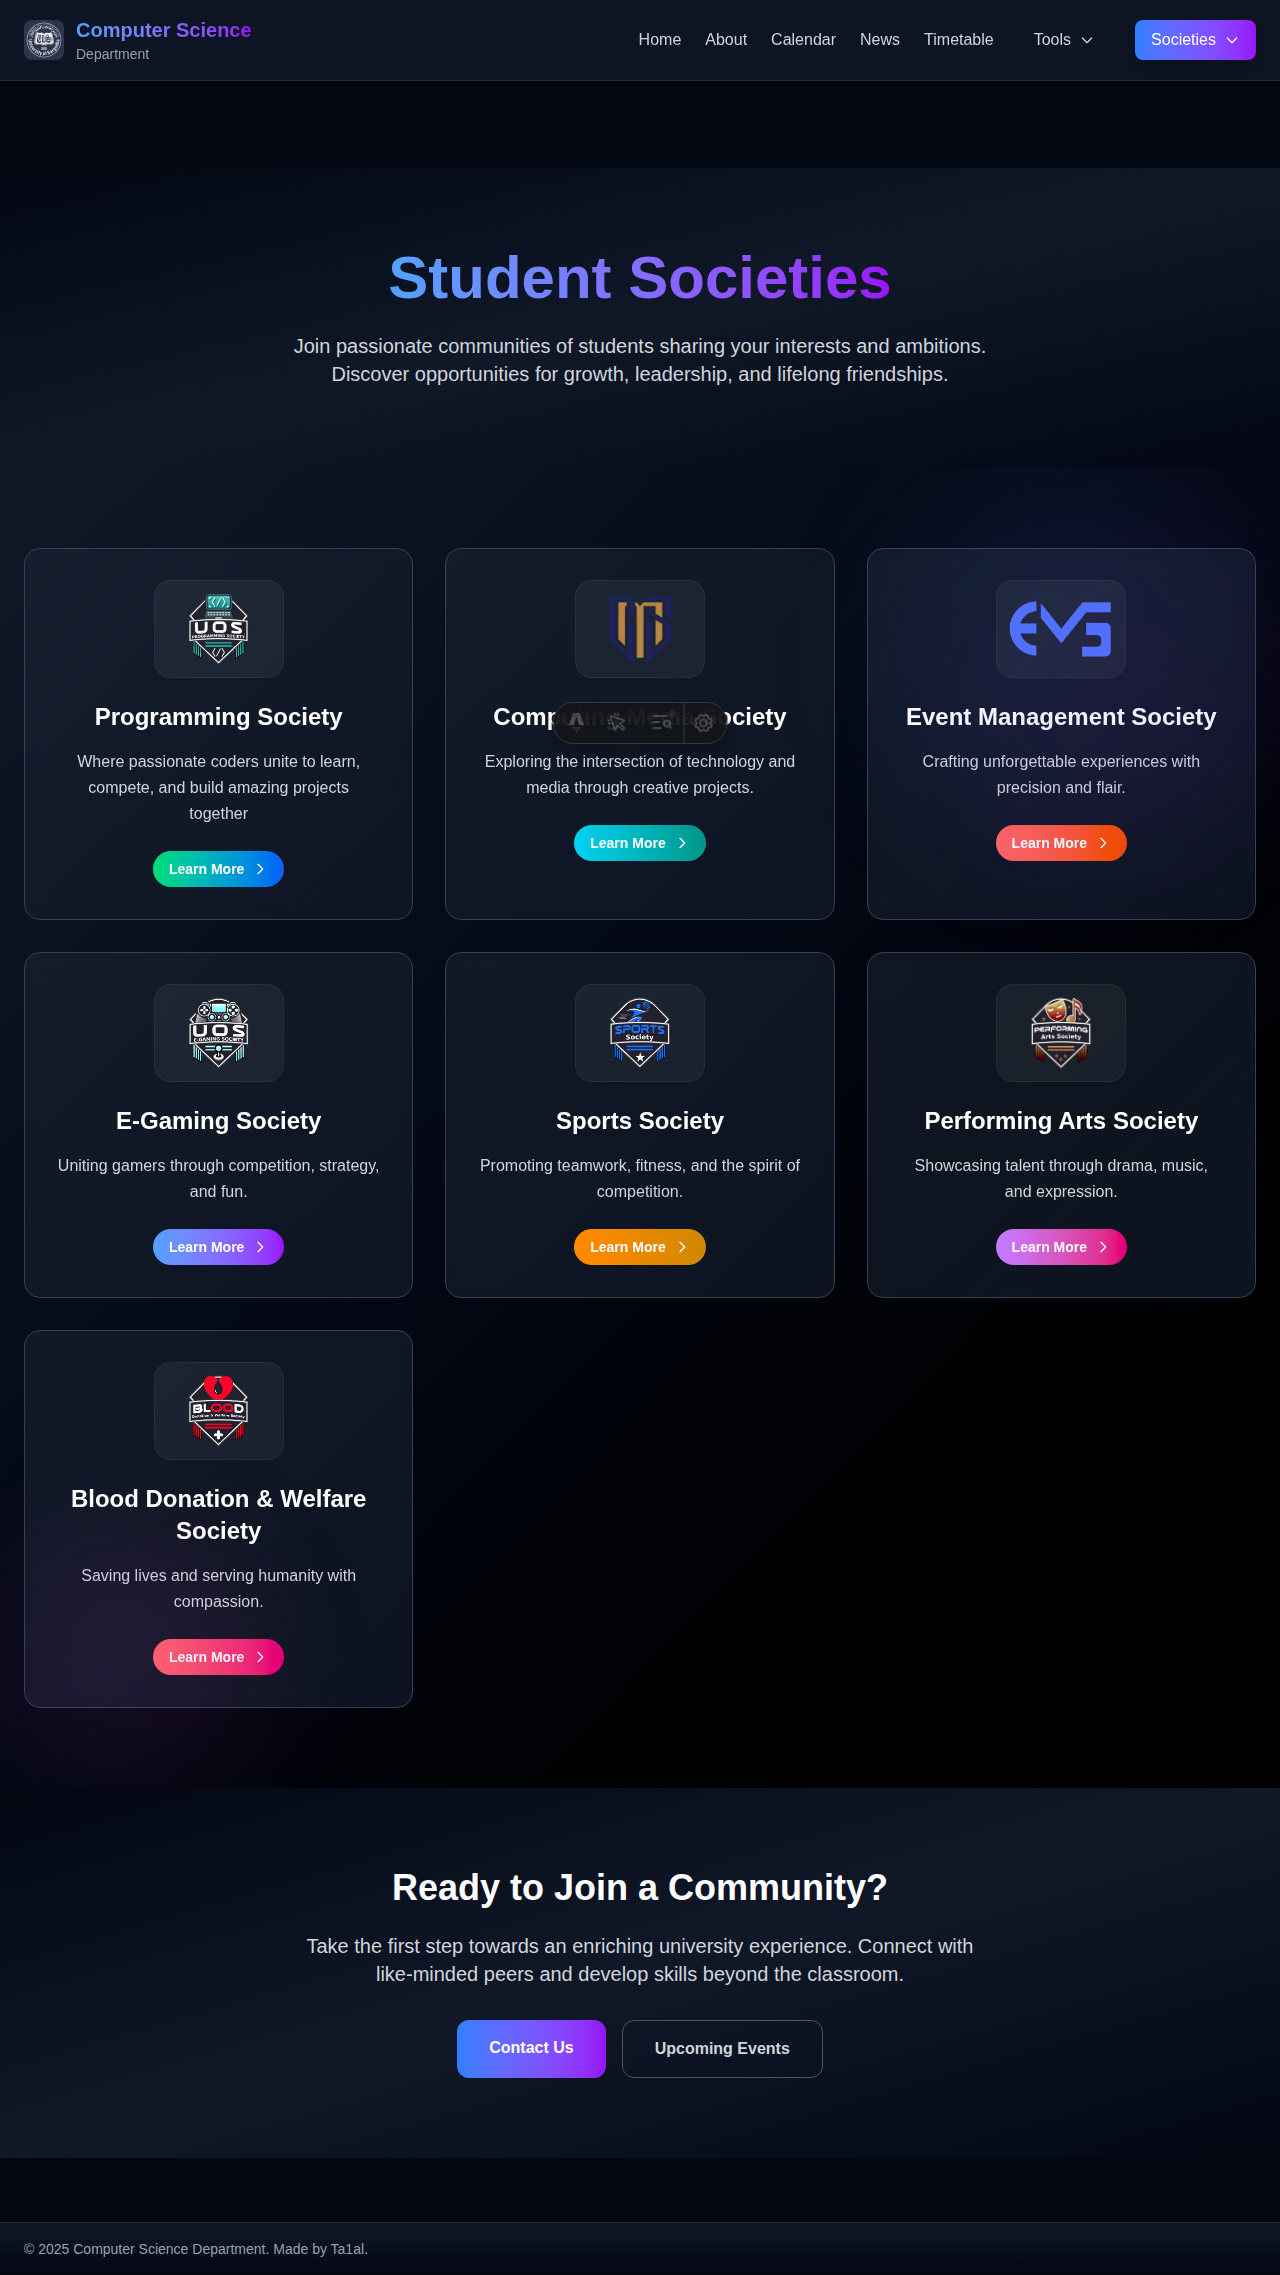 Computer Science
Department
Home
About
Calendar
News
Timetable
Tools
Societies
Student Societies
Join passionate communities of students sharing your interests and ambitions.
Discover opportunities for growth, leadership, and lifelong friendships.
UOS
PROGRAMMING SOCIETY
Programming Society
Where passionate coders unite to learn,
compete, and build amazing projects
together
Learn More
Computing Media Society
Exploring the intersection of technology and
media through creative projects.
Learn More
EMS
Event Management Society
Crafting unforgettable experiences with
precision and flair.
Learn More
UOS
E-GAMING SOCIETY
E-Gaming Society
Uniting gamers through competition, strategy,
and fun.
Learn More
SPORTS
Society
Sports Society
Promoting teamwork, fitness, and the spirit of
competition.
Learn More
PERFORMING
Arts Society
Performing Arts Society
Showcasing talent through drama, music,
and expression.
Learn More
BLOOD
Donation & Welfare Society
Blood Donation & Welfare
Society
Saving lives and serving humanity with
compassion.
Learn More
Ready to Join a Community?
Take the first step towards an enriching university experience. Connect with
like-minded peers and develop skills beyond the classroom.
Contact Us
Upcoming Events
© 2025 Computer Science Department. Made by Ta1al.